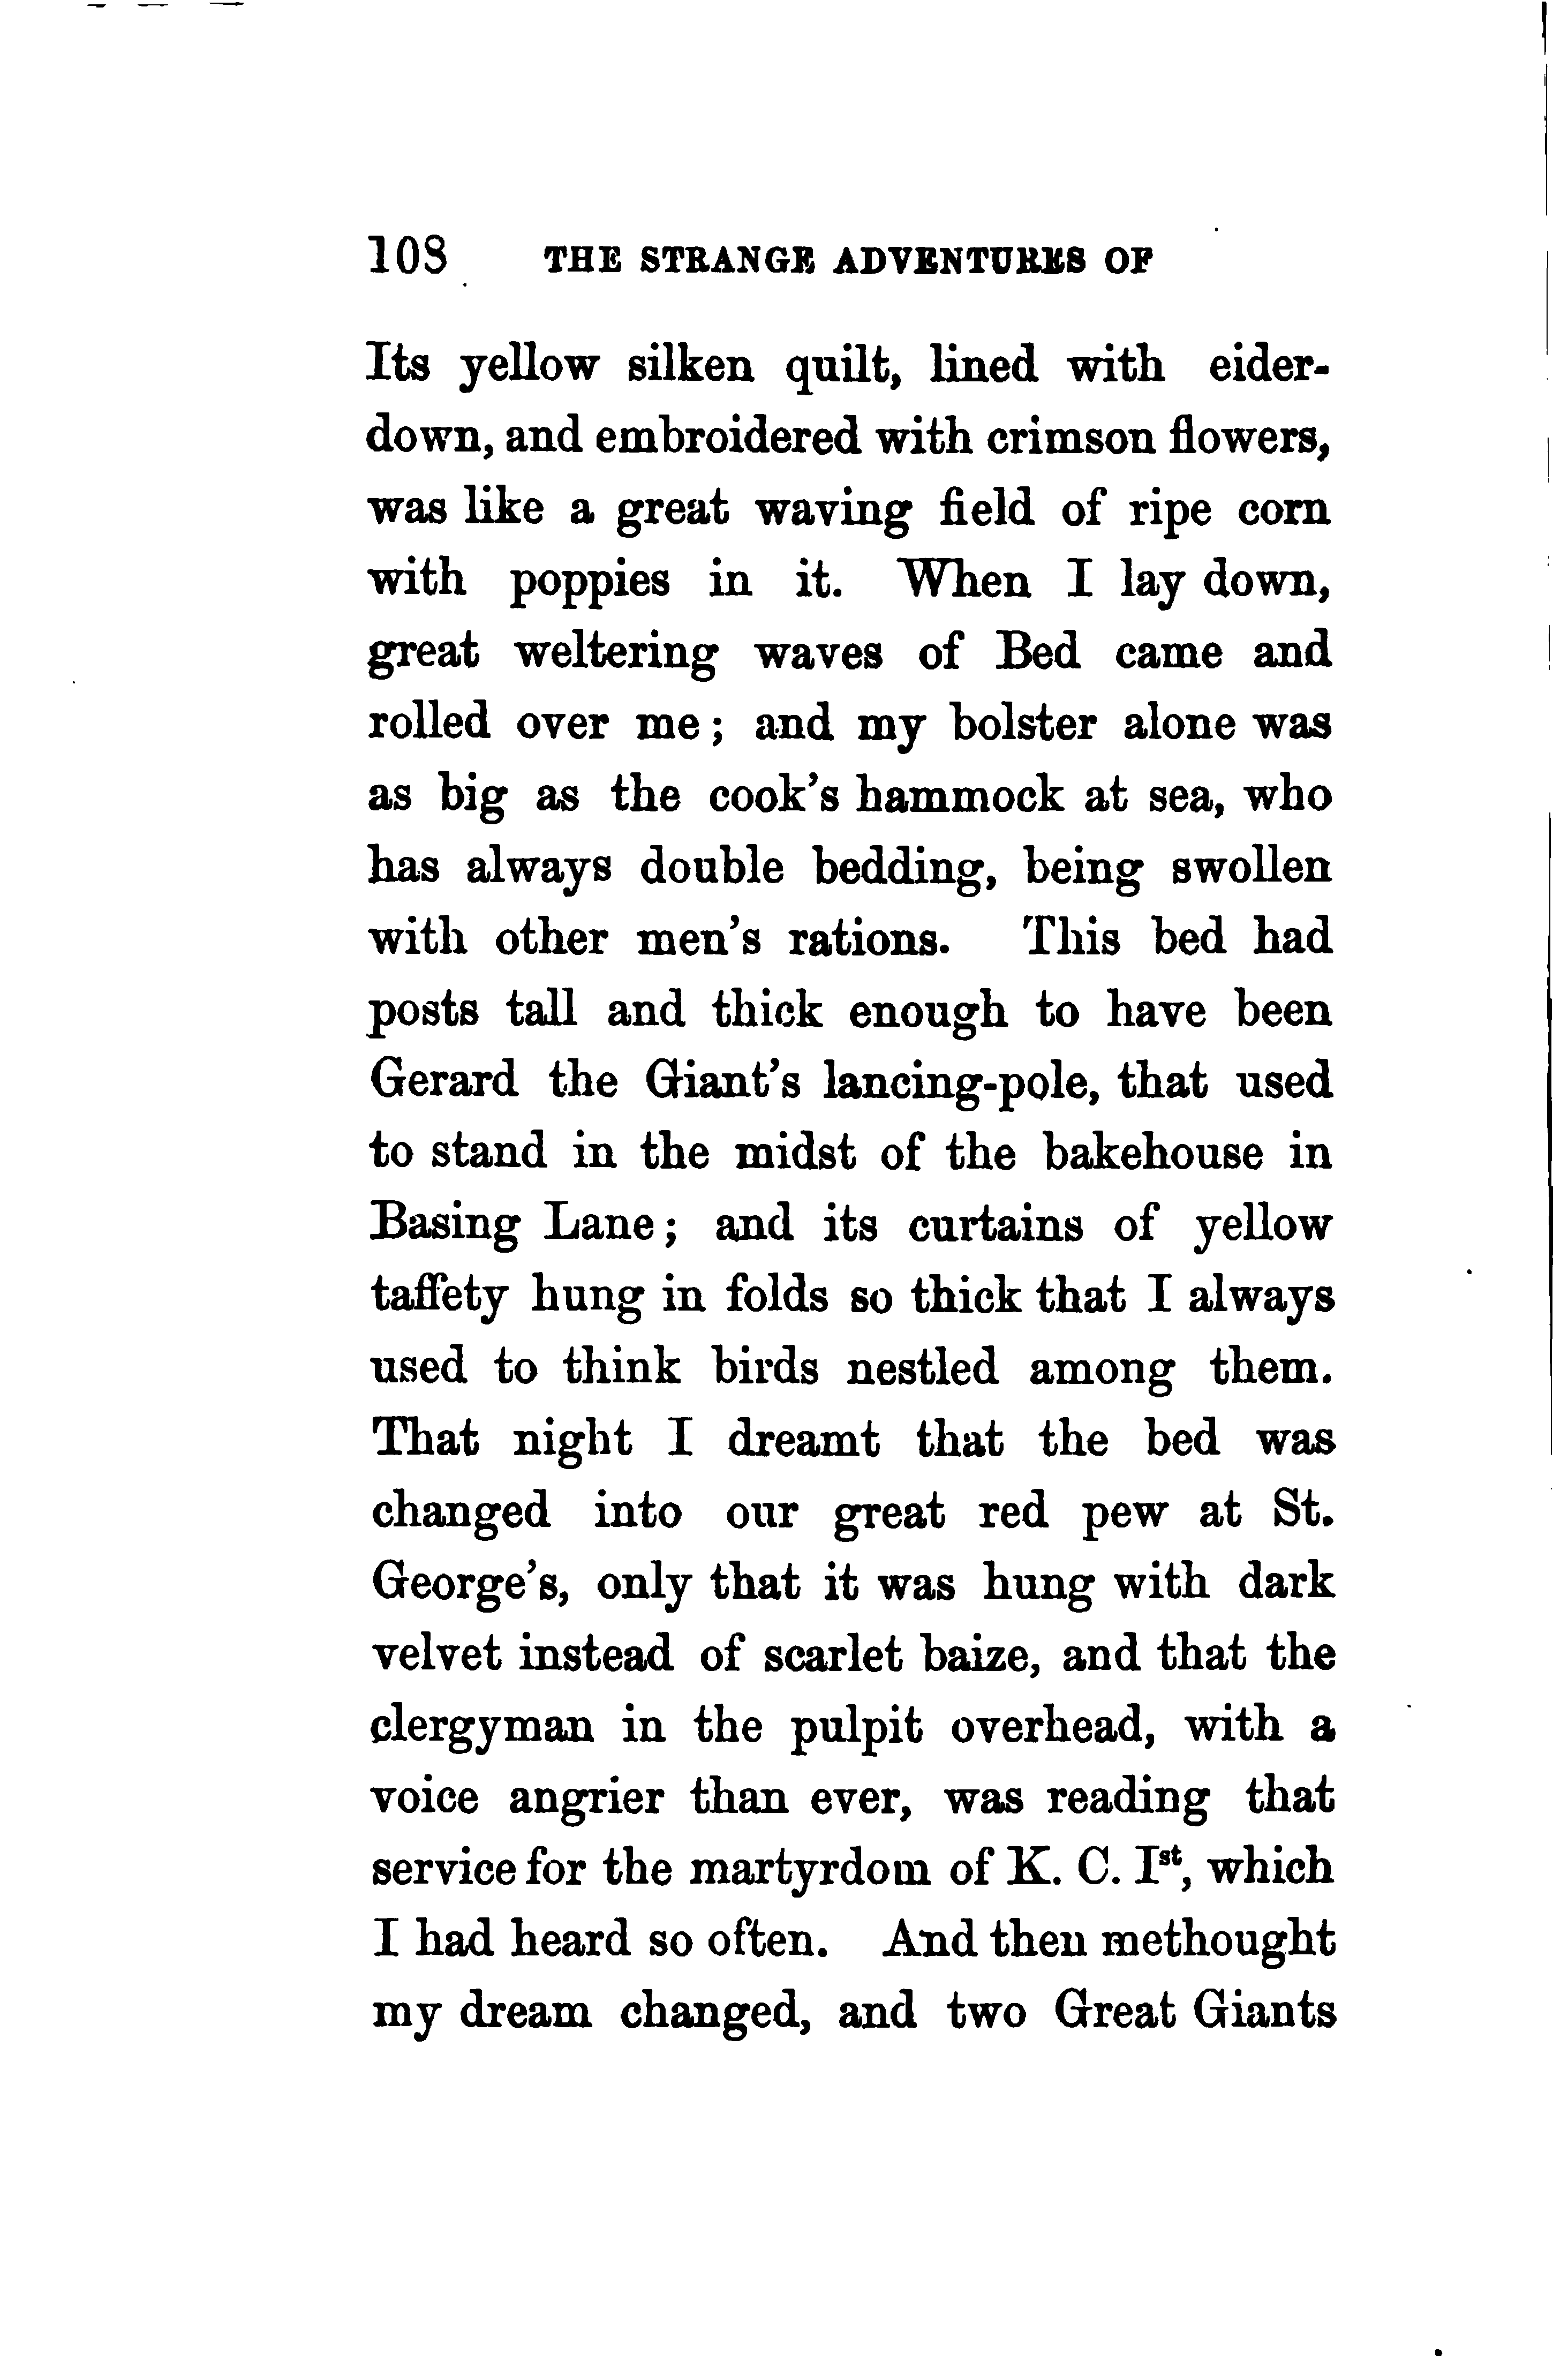 108 THE STRANGE ADVENTURES OF
Its yellow silken quilt, lined with eider-
down, and embroidered with crimson flowers,
was like a great waving field of ripe corn
with poppies in it. When I lay down,
great weltering waves of Bed came and
rolled over me; and my bolster alone was
as big as the cook's hammock at sea, who
has always double bedding, being swollen
with other men's rations. This bed had
posts tall and thick enough to have been
Gerard the Giant's lancing-pole, that used
to stand in the midst of the bakehouse in
Basing Lane; and its curtains of yellow
taffety hung in folds so thick that I always
used to think birds nestled among them.
That night I dreamt that the bed was
changed into our great red pew at St.
George's, only that it was hung with dark
velvet instead of scarlet baize, and that the
clergyman in the pulpit overhead, with a
voice angrier than ever, was reading that
service for the martyrdom of K. C. Iˢᵗ, which
I had heard so often. And then methought
my dream changed, and two Great Giants